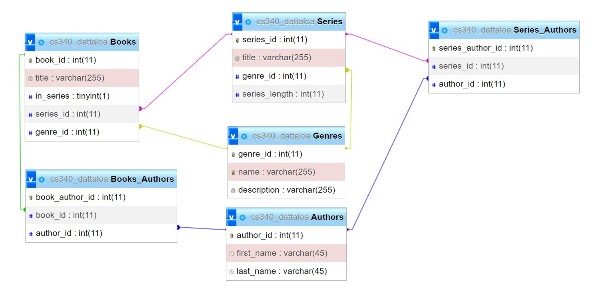 cs340_dattaloa Books
book_id : int(11)
title : varchar(255)
in_series : tinyint(1)
series_id : int(11)
genre_id : int(11)
cs340_dattaloa Series
series_id : int(11)
title : varchar(255)
genre_id : int(11)
series_length : int(11)
cs340_dattaloa Series_Authors
series_author_id : int(11)
series_id : int(11)
author_id : int(11)
cs340_dattaloa Genres
genre_id : int(11)
name : varchar(255)
description : varchar(255)
cs340_dattaloa Books_Authors
book_author_id : int(11)
book_id : int(11)
author_id : int(11)
cs340_dattaloa Authors
author_id : int(11)
first_name : varchar(45)
last_name : varchar(45)